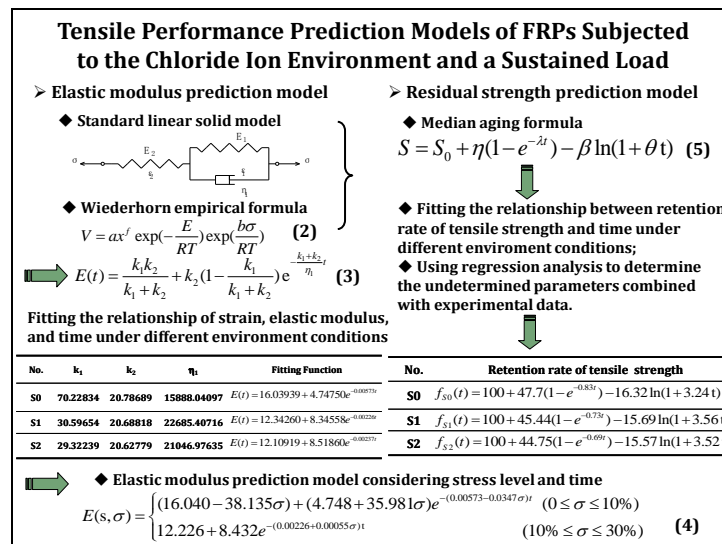 Tensile Performance Prediction Models of FRPs Subjected
to the Chloride Ion Environment and a Sustained Load
➢ Elastic modulus prediction model
◆ Standard linear solid model
E₂
E₁
σ
σ
ε₂
ε₁
η₁
◆ Wiederhorn empirical formula
V = ax^f exp(−E/RT) exp(bσ/RT) (2)
E(t) = k₁k₂/(k₁+k₂) + k₂(1 − k₁/(k₁+k₂)) e^(−(k₁+k₂)/η₁ t) (3)
Fitting the relationship of strain, elastic modulus,
and time under different environment conditions
No. k₁ k₂ η₁ Fitting Function
S0 70.22834 20.78689 15888.04097 E(t) = 16.03939 + 4.74750e^(−0.00573t)
S1 30.59654 20.68818 22685.40716 E(t) = 12.34260 + 8.34558e^(−0.00226t)
S2 29.32239 20.62779 21046.97635 E(t) = 12.10919 + 8.51860e^(−0.00237t)
➢ Residual strength prediction model
◆ Median aging formula
S = S₀ + η(1 − e^(−λt)) − β ln(1 + θ t) (5)
◆ Fitting the relationship between retention
rate of tensile strength and time under
different enviroment conditions;
◆ Using regression analysis to determine
the undetermined parameters combined
with experimental data.
No. Retention rate of tensile strength
S0 f_S0(t) = 100 + 47.7(1 − e^(−0.83t)) − 16.32 ln(1 + 3.24 t)
S1 f_S1(t) = 100 + 45.44(1 − e^(−0.73t)) − 15.69 ln(1 + 3.56 t
S2 f_S2(t) = 100 + 44.75(1 − e^(−0.69t)) − 15.57 ln(1 + 3.52
◆ Elastic modulus prediction model considering stress level and time
E(s,σ) = { (16.040 − 38.135σ) + (4.748 + 35.981σ)e^(−(0.00573−0.0347σ)t) (0 ≤ σ ≤ 10%)
12.226 + 8.432e^(−(0.00226+0.00055σ)t) (10% ≤ σ ≤ 30%) (4)